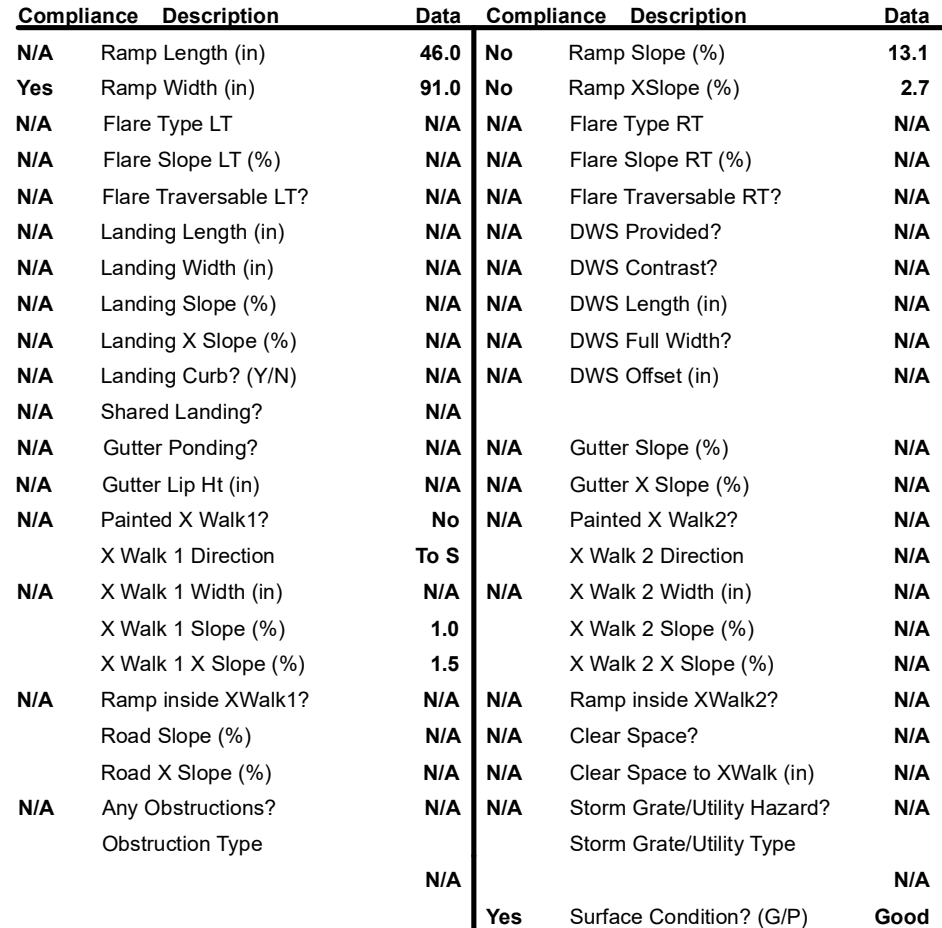 Compliance Description Data Compliance Description Data
N/A Ramp Length (in) 46.0 No Ramp Slope (%) 13.1
Yes Ramp Width (in) 91.0 No Ramp XSlope (%) 2.7
N/A Flare Type LT N/A N/A Flare Type RT N/A
N/A Flare Slope LT (%) N/A N/A Flare Slope RT (%) N/A
N/A Flare Traversable LT? N/A N/A Flare Traversable RT? N/A
N/A Landing Length (in) N/A N/A DWS Provided? N/A
N/A Landing Width (in) N/A N/A DWS Contrast? N/A
N/A Landing Slope (%) N/A N/A DWS Length (in) N/A
N/A Landing X Slope (%) N/A N/A DWS Full Width? N/A
N/A Landing Curb? (Y/N) N/A N/A DWS Offset (in) N/A
N/A Shared Landing? N/A
N/A Gutter Ponding? N/A N/A Gutter Slope (%) N/A
N/A Gutter Lip Ht (in) N/A N/A Gutter X Slope (%) N/A
N/A Painted X Walk1? No N/A Painted X Walk2? N/A
X Walk 1 Direction To S X Walk 2 Direction N/A
N/A X Walk 1 Width (in) N/A N/A X Walk 2 Width (in) N/A
X Walk 1 Slope (%) 1.0 X Walk 2 Slope (%) N/A
X Walk 1 X Slope (%) 1.5 X Walk 2 X Slope (%) N/A
N/A Ramp inside XWalk1? N/A N/A Ramp inside XWalk2? N/A
Road Slope (%) N/A N/A Clear Space? N/A
Road X Slope (%) N/A N/A Clear Space to XWalk (in) N/A
N/A Any Obstructions? N/A N/A Storm Grate/Utility Hazard? N/A
Obstruction Type Storm Grate/Utility Type
N/A N/A
Yes Surface Condition? (G/P) Good